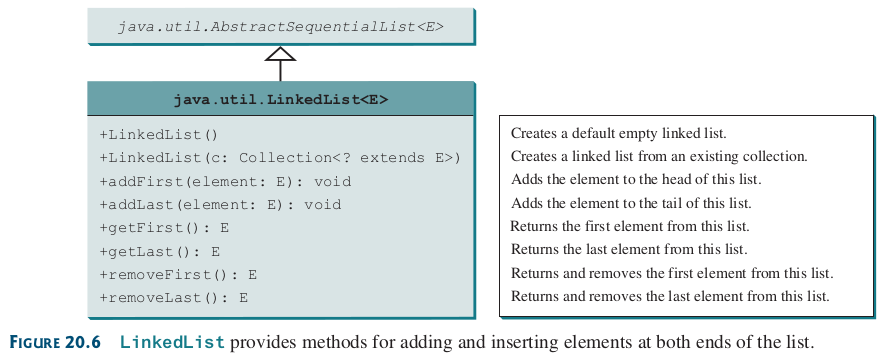 java.util.AbstractSequentialList<E>
java.util.LinkedList<E>
+LinkedList()
+LinkedList(c: Collection<? extends E>)
+addFirst(element: E): void
+addLast(element: E): void
+getFirst(): E
+getLast(): E
+removeFirst(): E
+removeLast(): E
Creates a default empty linked list.
Creates a linked list from an existing collection.
Adds the element to the head of this list.
Adds the element to the tail of this list.
Returns the first element from this list.
Returns the last element from this list.
Returns and removes the first element from this list.
Returns and removes the last element from this list.
FIGURE 20.6 LinkedList provides methods for adding and inserting elements at both ends of the list.